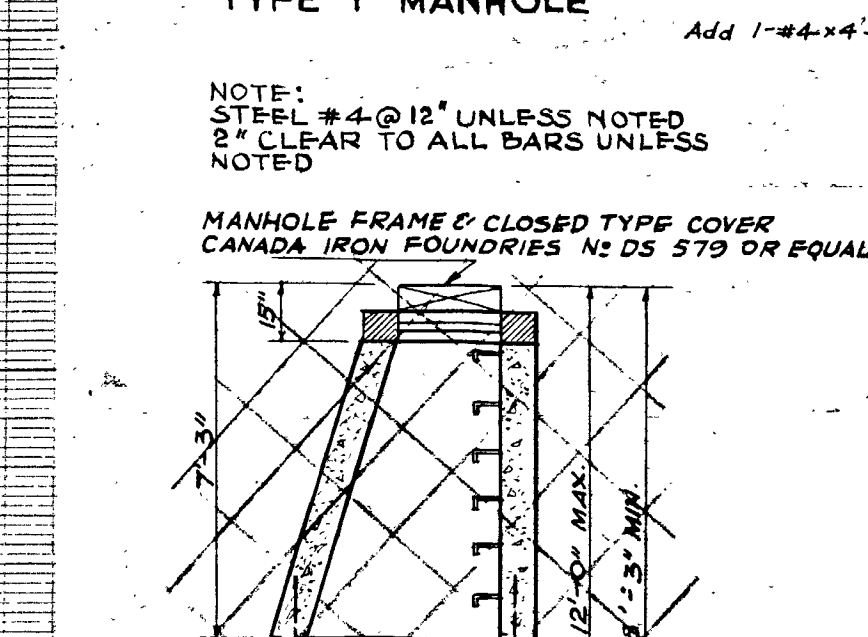 MANHOLE
Add 1-#4x4'
NOTE:
STEEL #4 @ 12" UNLESS NOTED
2" CLEAR TO ALL BARS UNLESS
NOTED
MANHOLE FRAME & CLOSED TYPE COVER
CANADA IRON FOUNDRIES Nº DS 579 OR EQUAL
15"
7'-3"
12'-0" MAX.
8'-3" MIN.